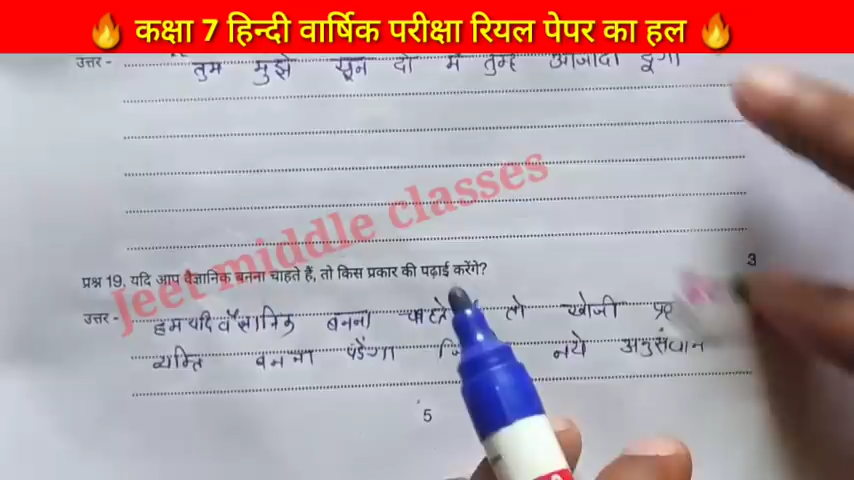 🔥 कक्षा 7 हिन्दी वार्षिक परीक्षा रियल पेपर का हल 🔥
उत्तर - तुम मुझे खून दो मैं तुम्हे आजादी दूंगा
Jeet middle classes
3
प्रश्न 19, यदि आप वैज्ञानिक बनना चाहते हैं, तो किस प्रकार की पढ़ाई करेंगे?
उत्तर - हम यदि वैज्ञानिक बनना चाहते तो खोजी
बनना पड़ेगा नये अनुसंधान
5